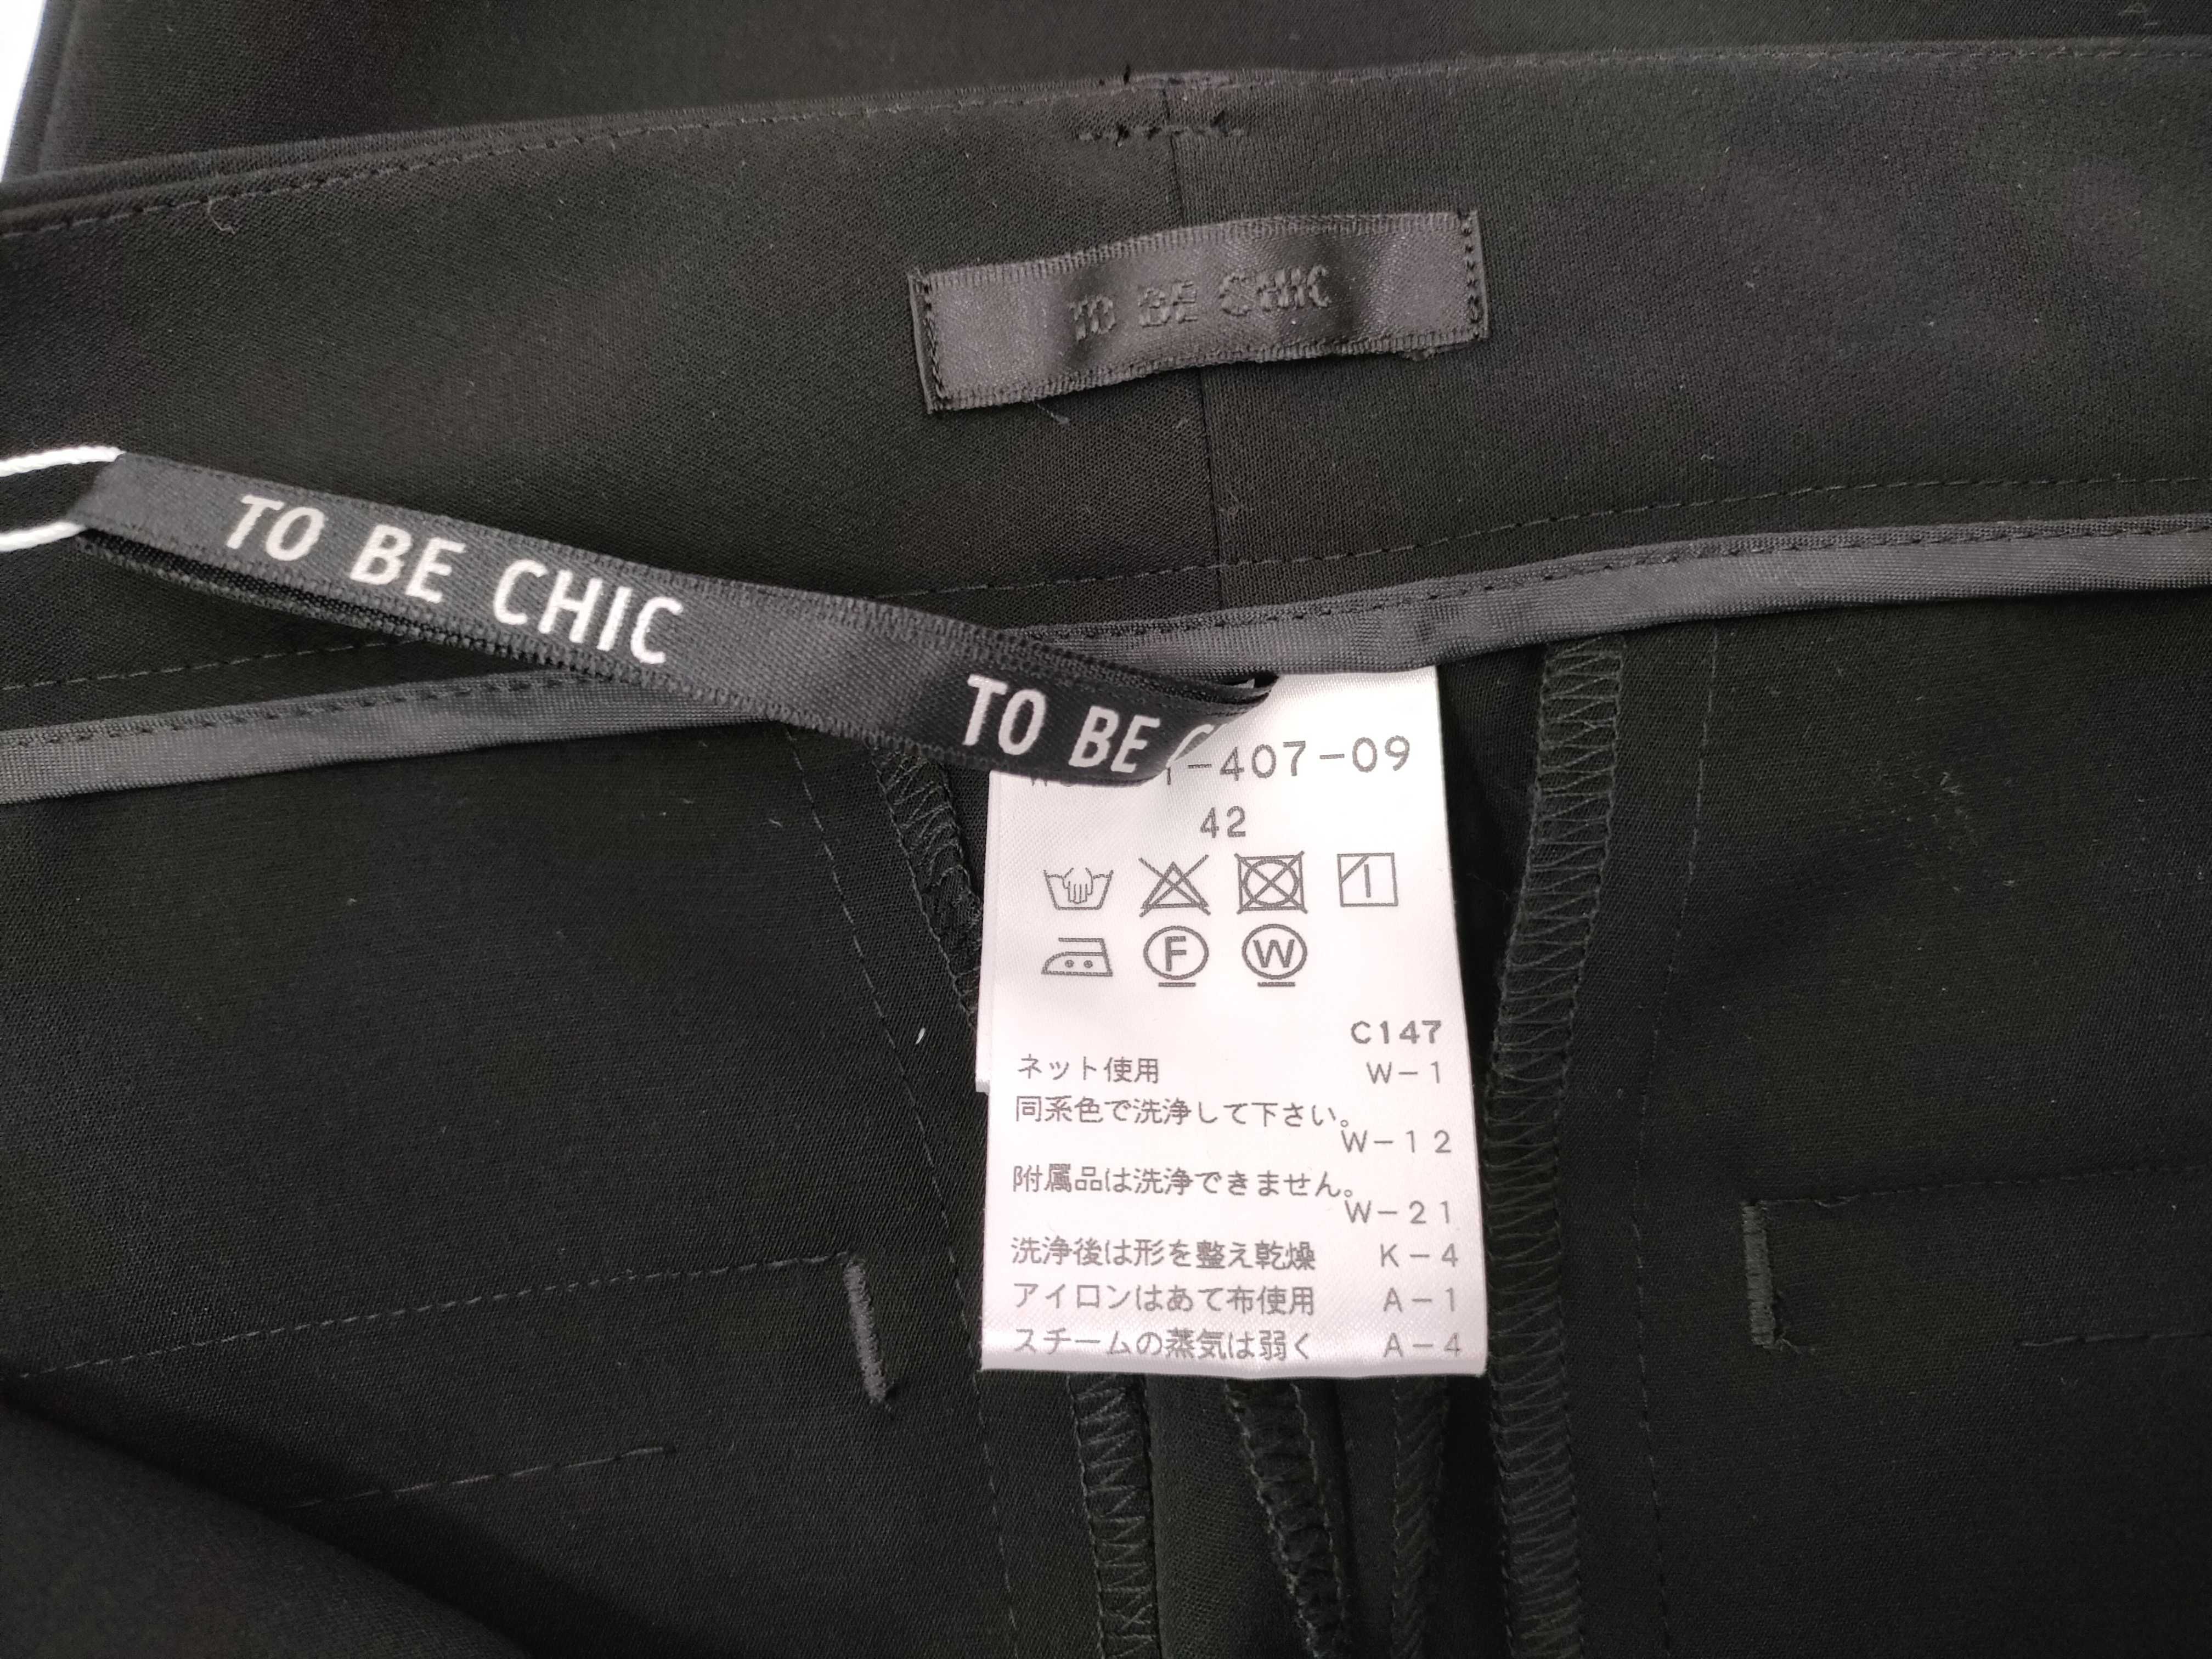 TO BE CHIC
TO BE CHIC
TO BE
-407-09
42
F W
C147
ネット使用 W-1
同系色で洗浄して下さい。
W-12
附属品は洗浄できません。
W-21
洗浄後は形を整え乾燥 K-4
アイロンはあて布使用 A-1
スチームの蒸気は弱く A-4